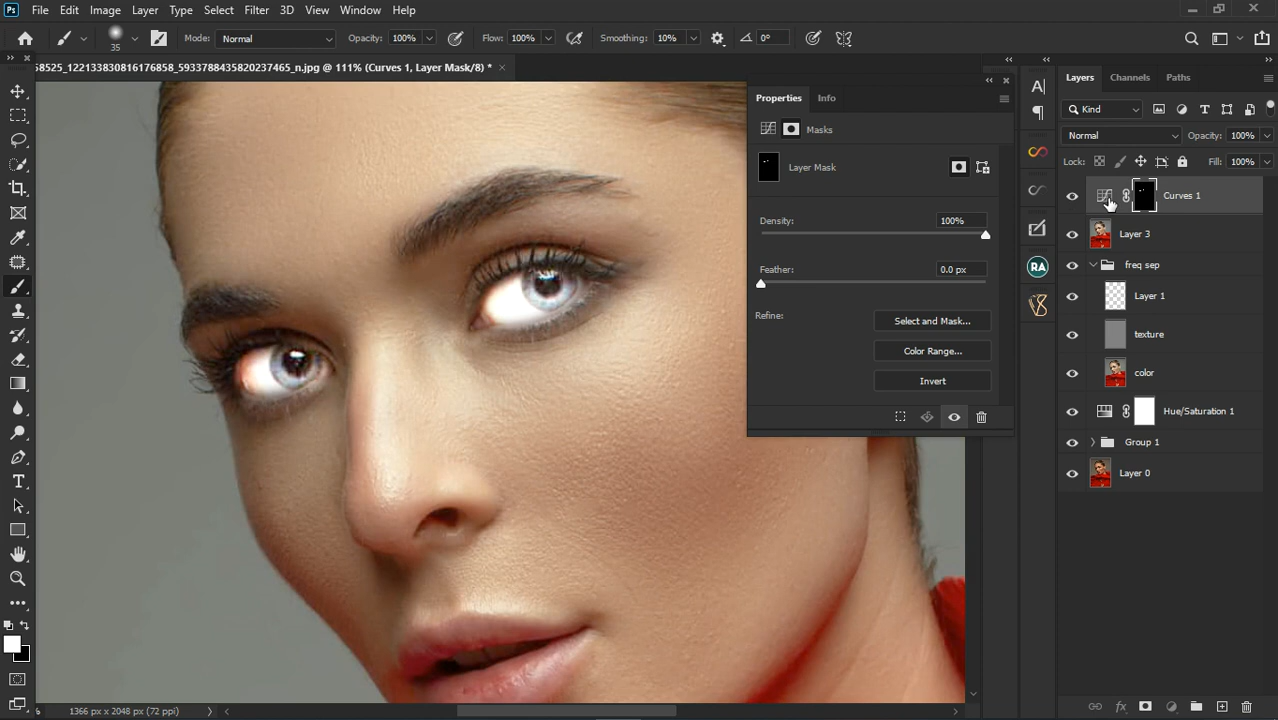 Ps File Edit Image Layer Type Select Filter 3D View Window Help
35 Mode: Normal Opacity: 100% Flow: 100% Smoothing: 10% 0°
58525_122133830816176858_5933788435820237465_n.jpg @ 111% (Curves 1, Layer Mask/8) *
Properties Info
Masks
Layer Mask
Density: 100%
Feather: 0.0 px
Refine: Select and Mask...
Color Range...
Invert
A
RA
Layers Channels Paths
Kind
Normal Opacity: 100%
Lock: Fill: 100%
Curves 1
Layer 3
freq sep
Layer 1
texture
color
Hue/Saturation 1
Group 1
Layer 0
T
% 1366 px x 2048 px (72 ppi)
fx